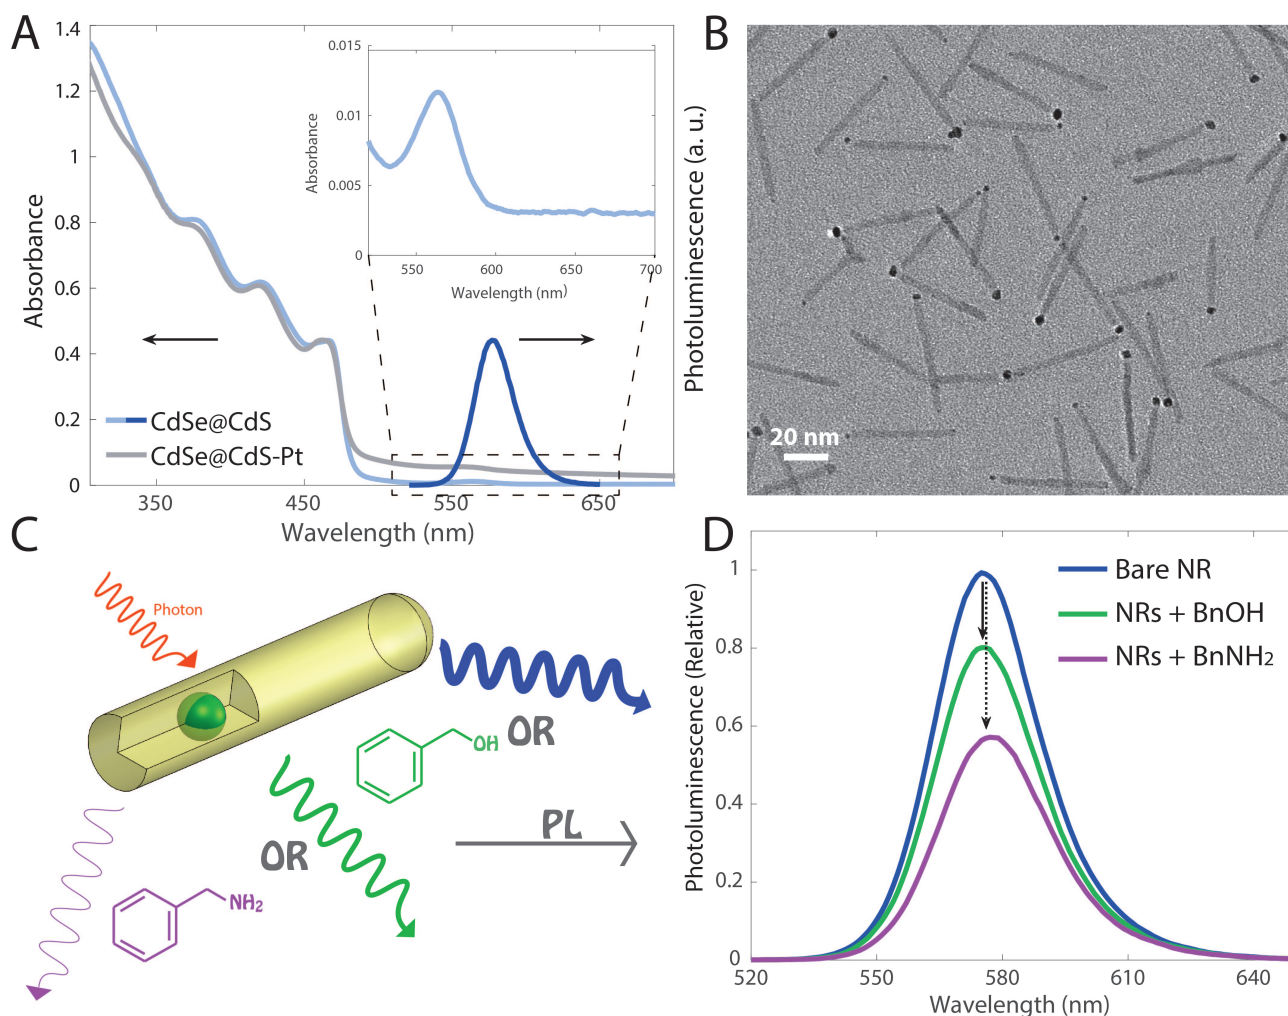 A
1.4
1.2
1
0.8
0.6
0.4
0.2
0
Absorbance
350
450
550
650
Wavelength (nm)
CdSe@CdS
CdSe@CdS-Pt
0.015
0.01
0.005
0
Absorbance
550
600
650
700
Wavelength (nm)
Photoluminescence (a. u.)
B
20 nm
C
Photon
OH
OR
OR
PL
NH2
D
1
0.8
0.6
0.4
0.2
0
Photoluminescence (Relative)
520
550
580
610
640
Wavelength (nm)
Bare NR
NRs + BnOH
NRs + BnNH2